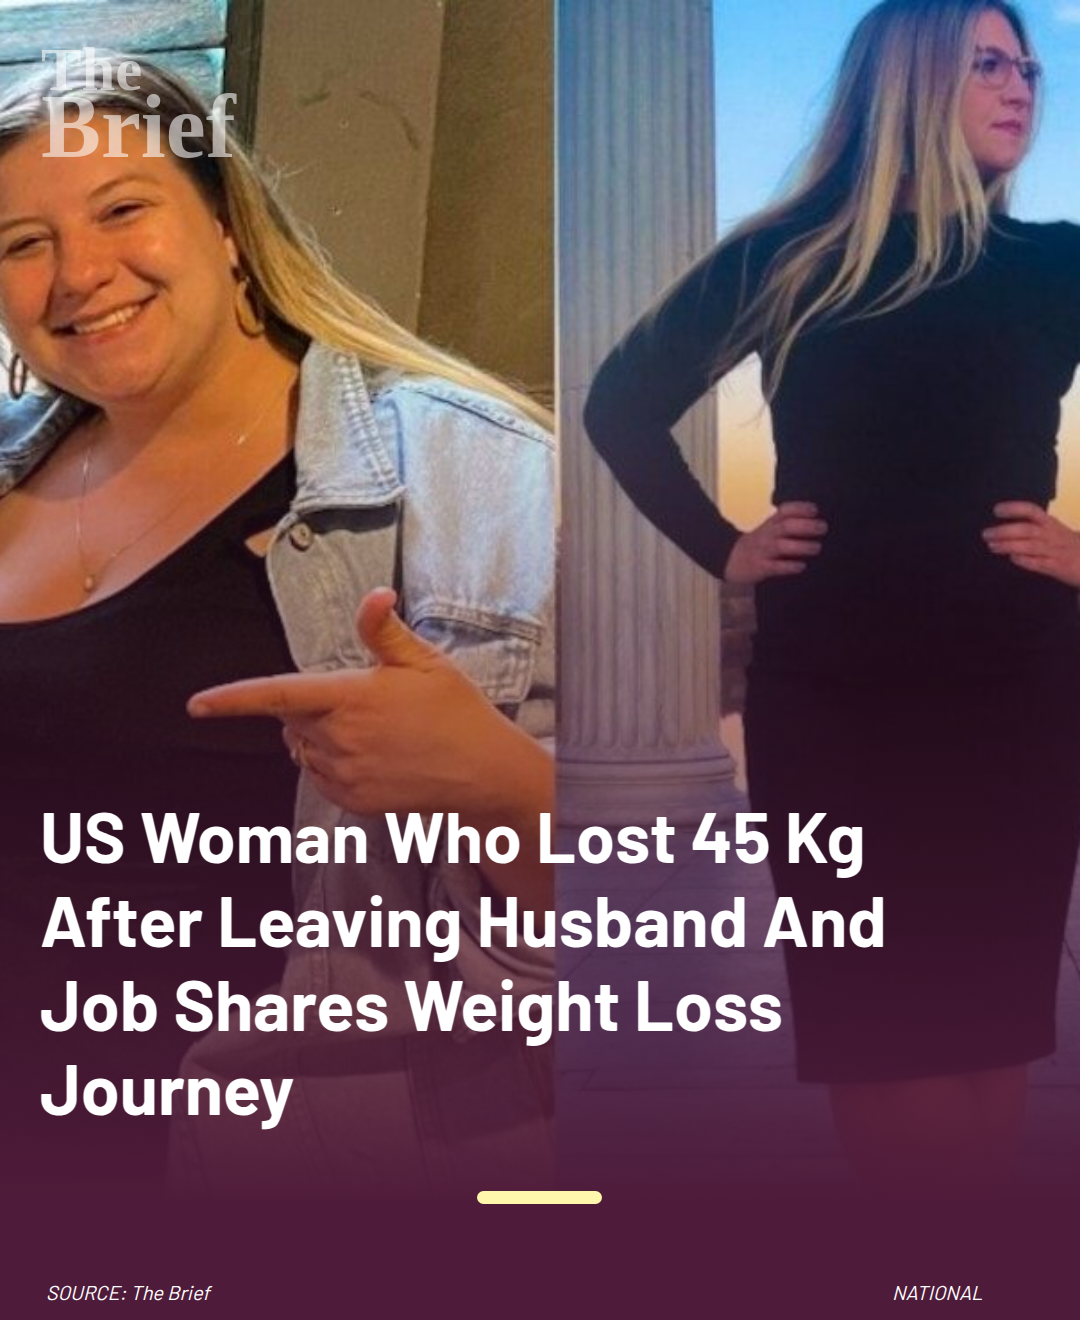 The
Brief
US Woman Who Lost 45 Kg
After Leaving Husband And
Job Shares Weight Loss
Journey
SOURCE: The Brief
NATIONAL